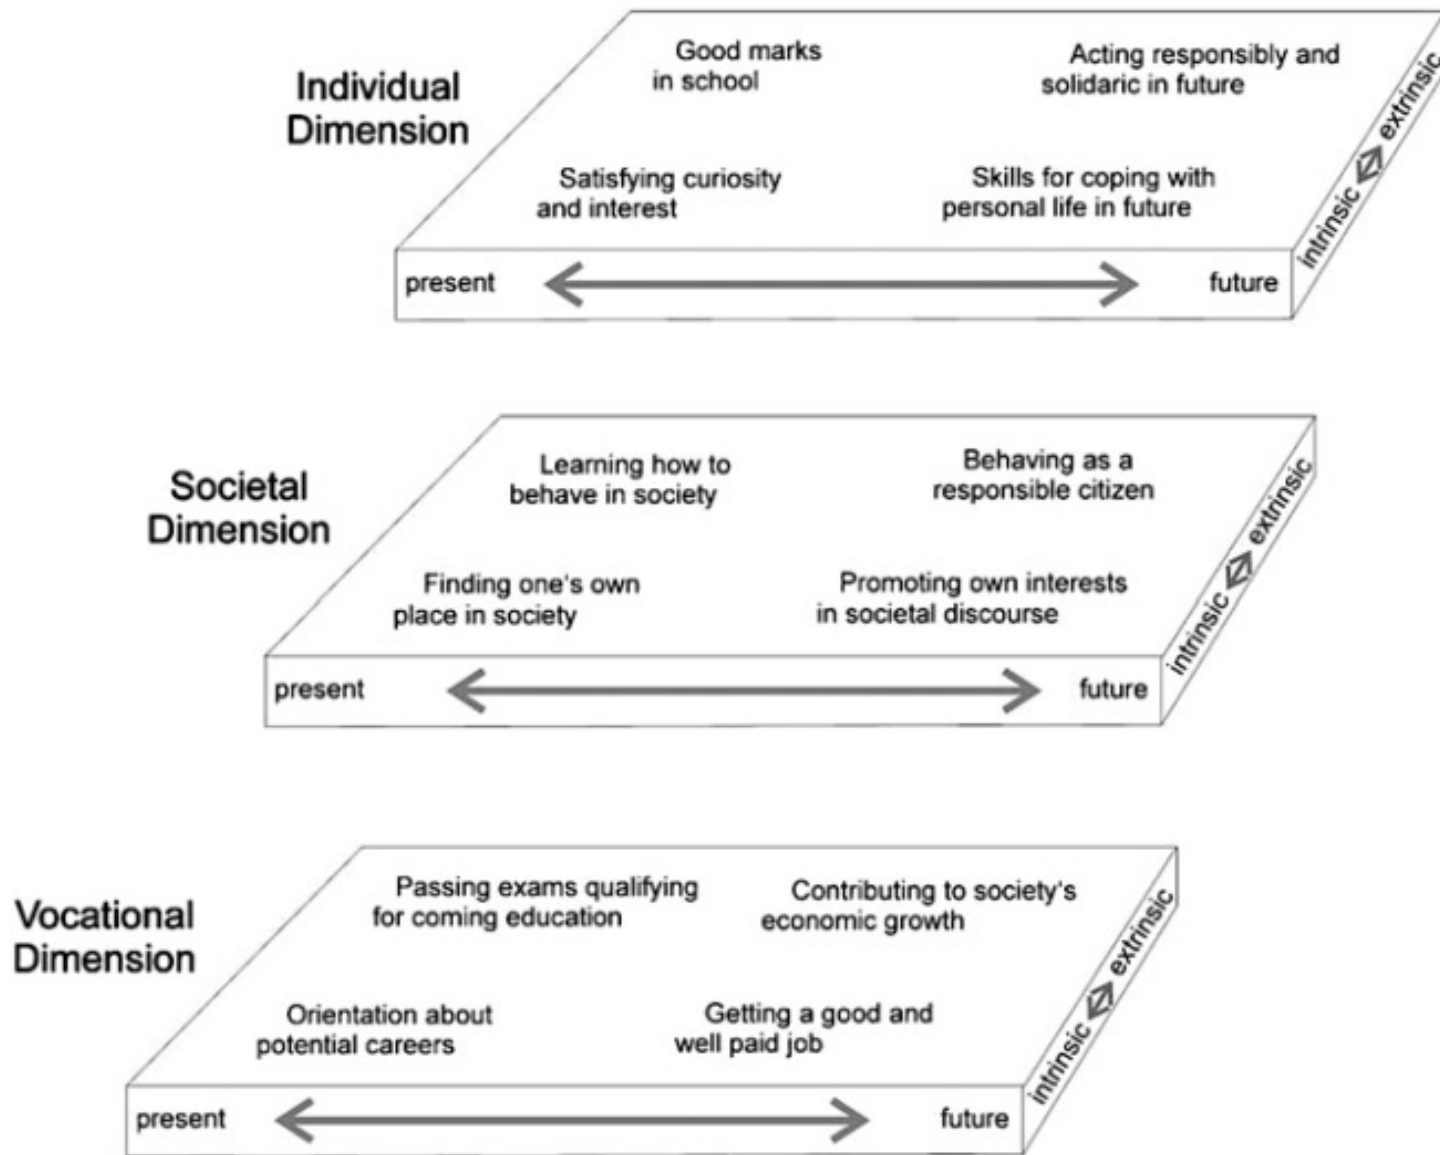 Individual
Dimension
Good marks
in school
Acting responsibly and
solidaric in future
Satisfying curiosity
and interest
Skills for coping with
personal life in future
present
future
intrinsic
extrinsic
Societal
Dimension
Learning how to
behave in society
Behaving as a
responsible citizen
Finding one's own
place in society
Promoting own interests
in societal discourse
present
future
intrinsic
extrinsic
Vocational
Dimension
Passing exams qualifying
for coming education
Contributing to society's
economic growth
Orientation about
potential careers
Getting a good and
well paid job
present
future
intrinsic
extrinsic